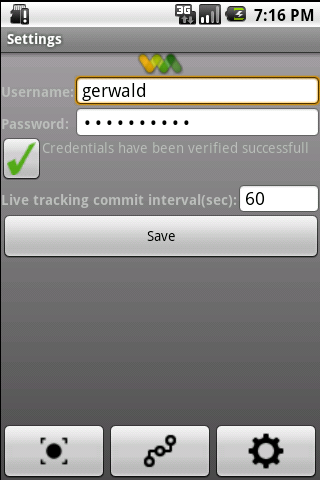 3G 7:16 PM
Settings
Username: gerwald
Password: ••••••••••
Credentials have been verified successfull
Live tracking commit interval(sec): 60
Save